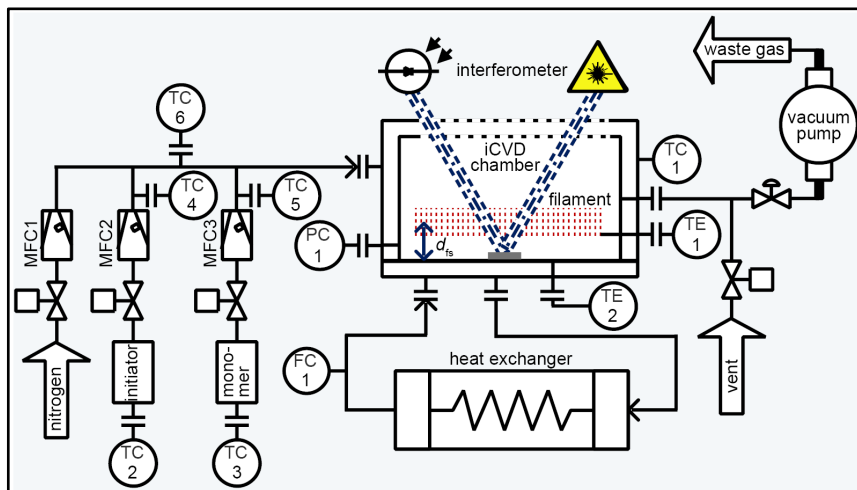 TC
6
interferometer
waste gas
vacuum
pump
iCVD
chamber
TC
1
filament
TC
4
TC
5
MFC1
MFC2
MFC3
PC
1
dfs
TE
1
TE
2
nitrogen
initiator
mono-
mer
FC
1
heat exchanger
vent
TC
2
TC
3